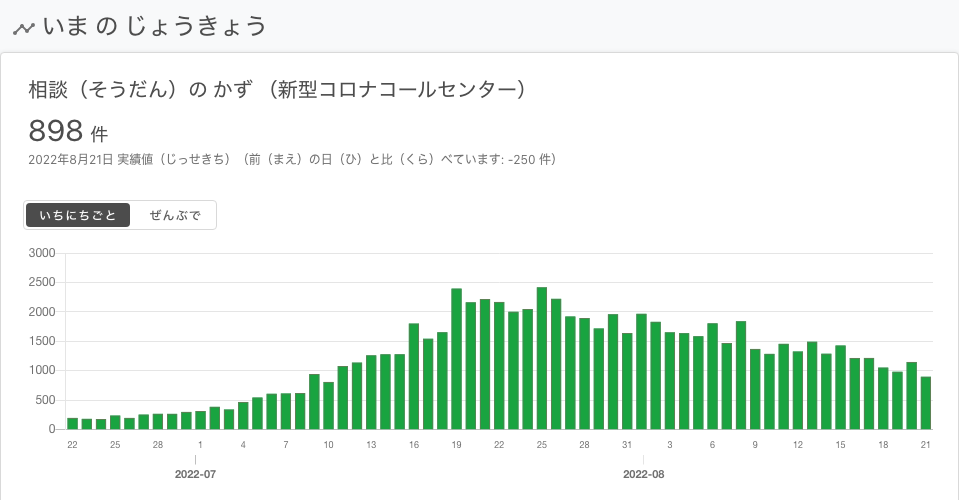 いま の じょうきょう
相談（そうだん）の かず （新型コロナコールセンター）
898 件
2022年8月21日 実績値（じっせきち）（前（まえ）の日（ひ）と比（くら）べています: -250 件）
いちにちごと ぜんぶで
3000
2500
2000
1500
1000
500
0
22 25 28 1 4 7 10 13 16 19 22 25 28 31 3 6 9 12 15 18 21
2022-07 2022-08